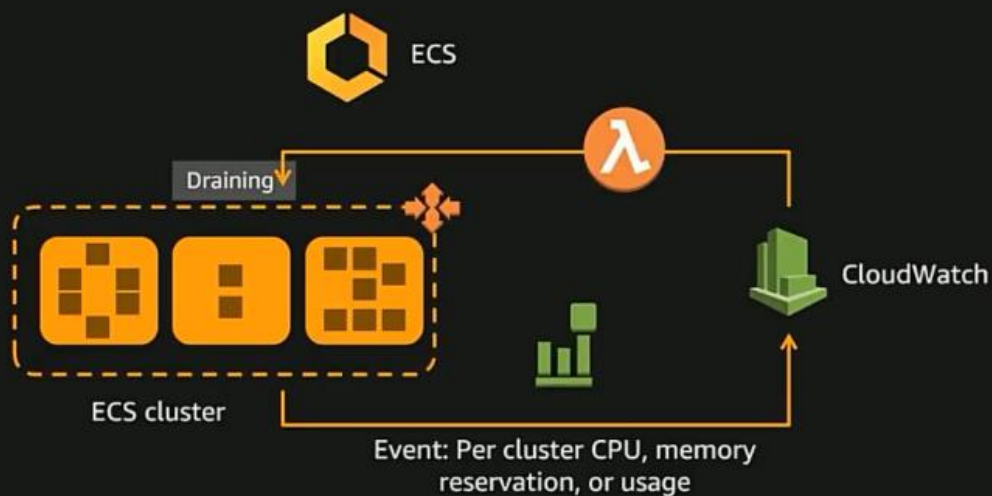 ECS
λ
Draining
CloudWatch
ECS cluster
Event: Per cluster CPU, memory
reservation, or usage